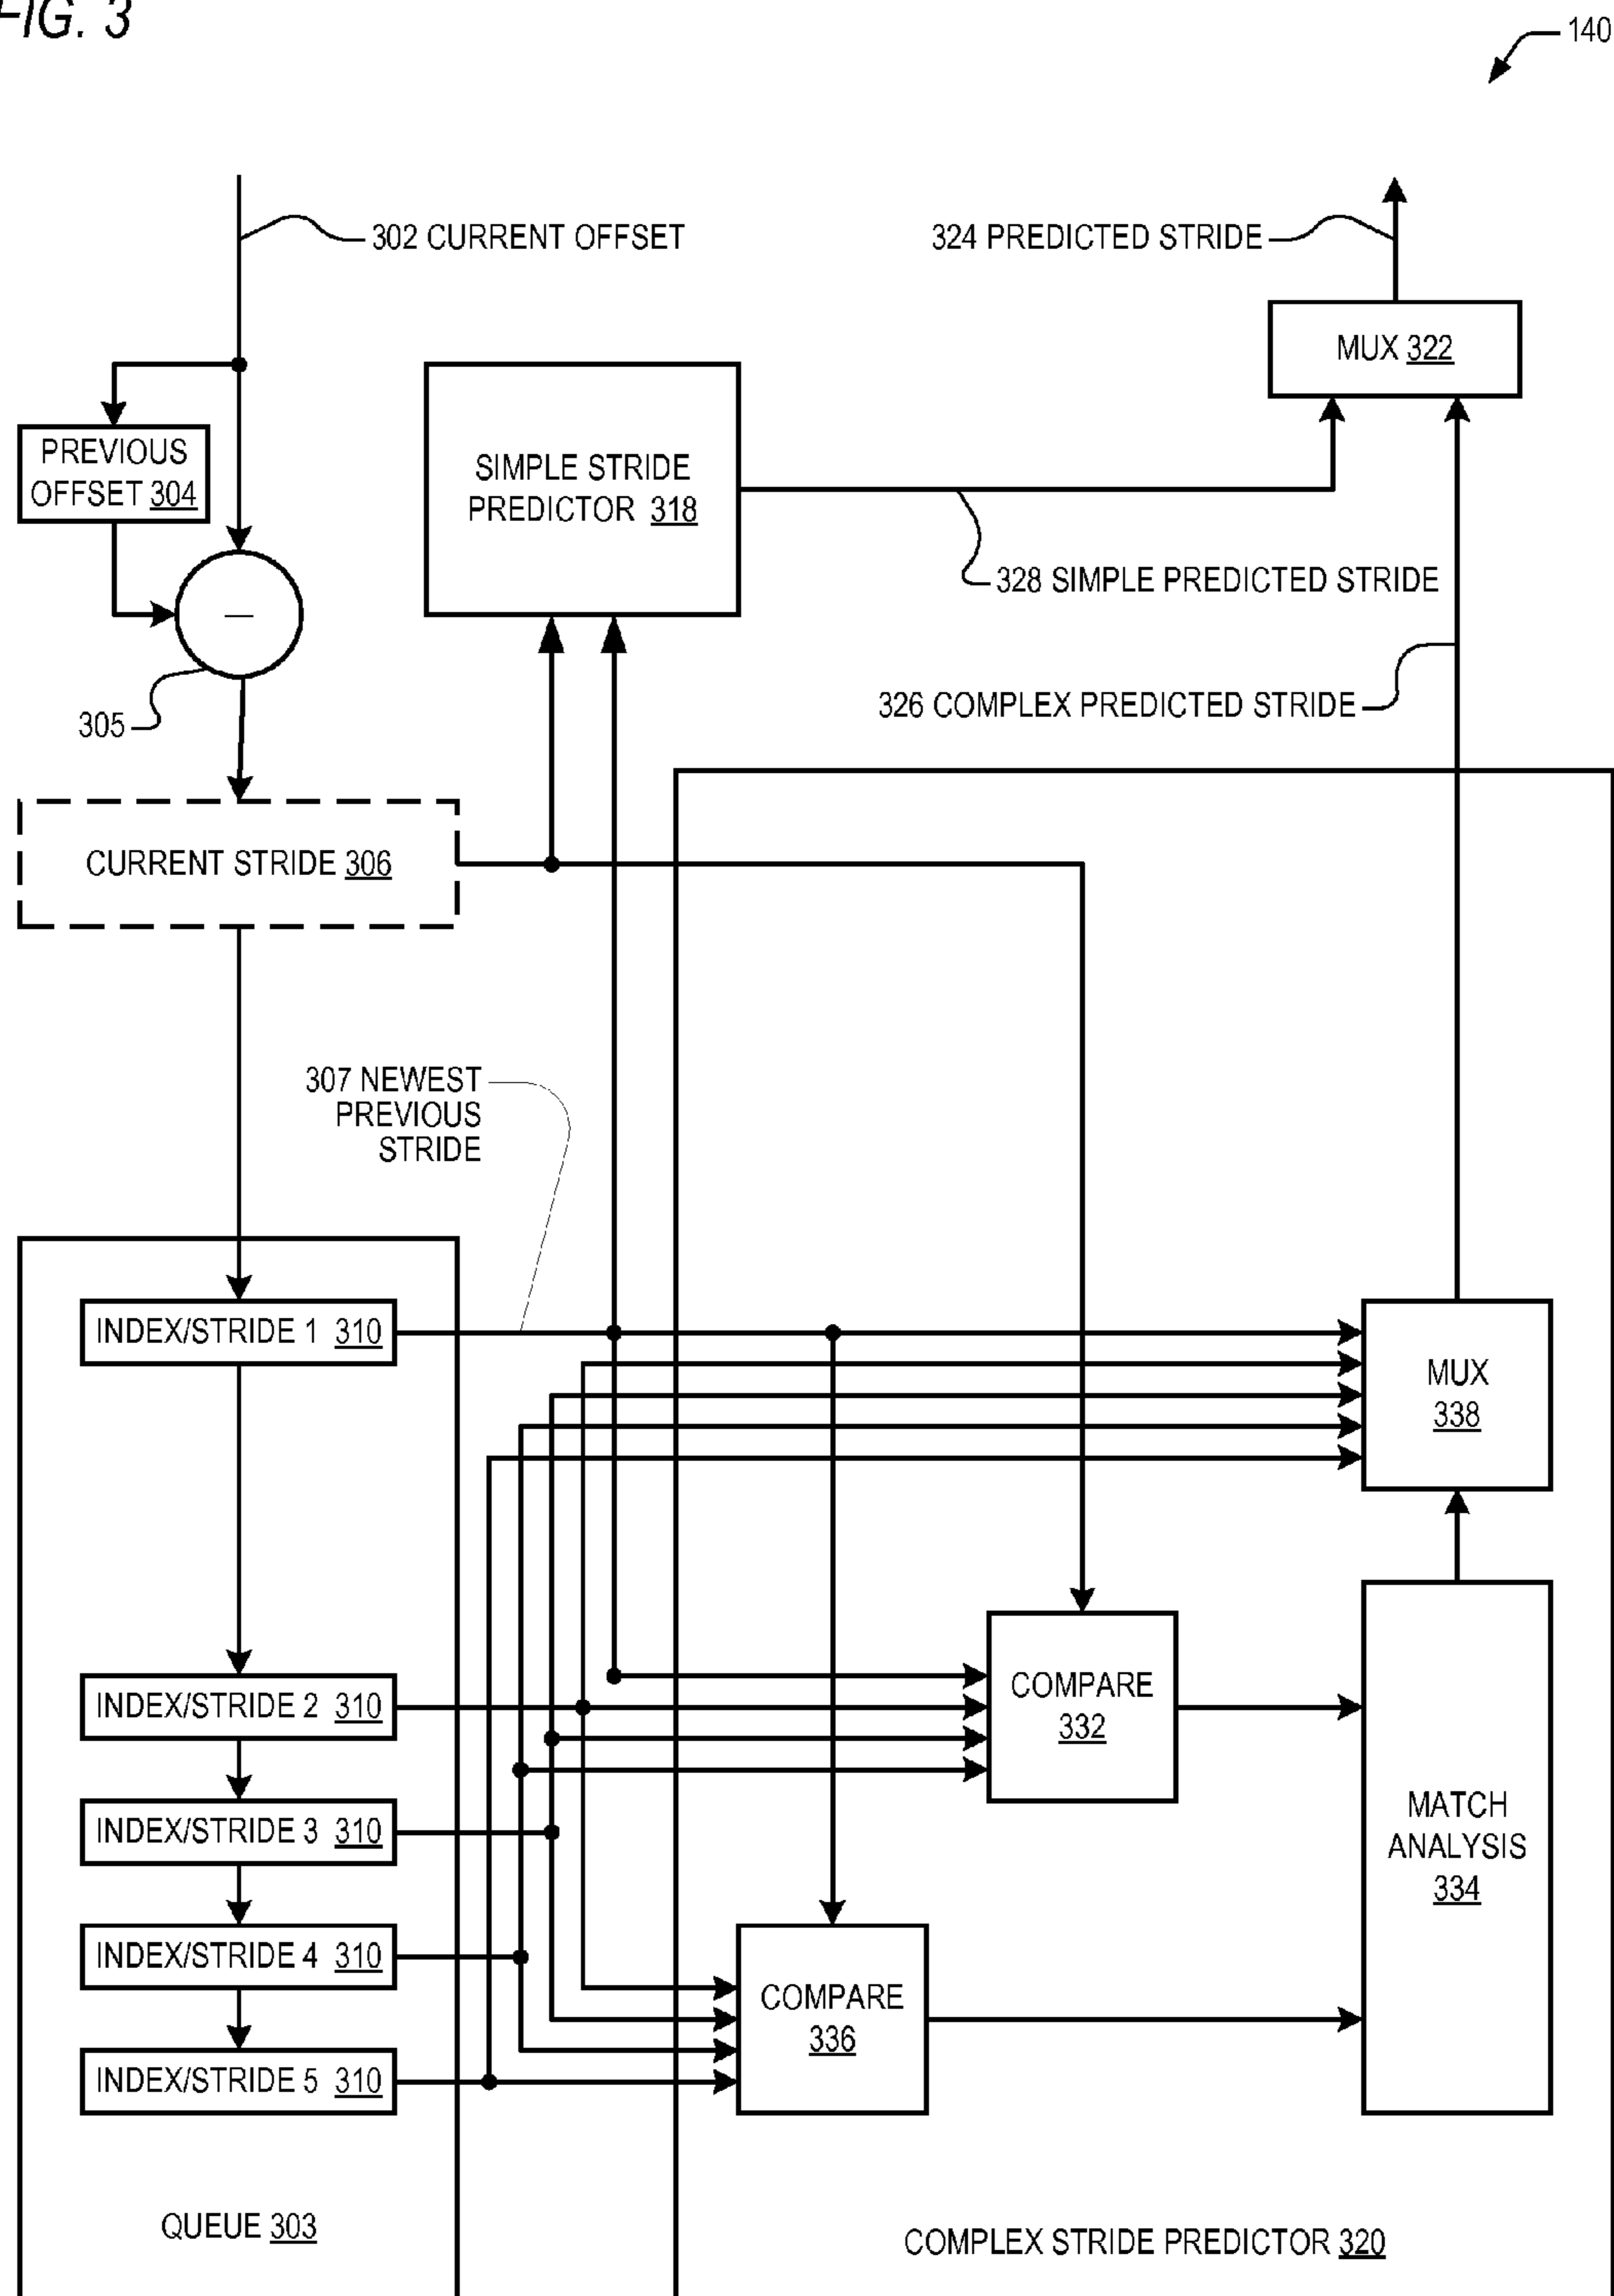 FIG. 3
140
302 CURRENT OFFSET
324 PREDICTED STRIDE
MUX 322
PREVIOUS
OFFSET 304
SIMPLE STRIDE
PREDICTOR 318
—
328 SIMPLE PREDICTED STRIDE
305
326 COMPLEX PREDICTED STRIDE
CURRENT STRIDE 306
307 NEWEST
PREVIOUS
STRIDE
INDEX/STRIDE 1 310
MUX
338
INDEX/STRIDE 2 310
COMPARE
332
INDEX/STRIDE 3 310
MATCH
ANALYSIS
334
INDEX/STRIDE 4 310
COMPARE
336
INDEX/STRIDE 5 310
QUEUE 303
COMPLEX STRIDE PREDICTOR 320